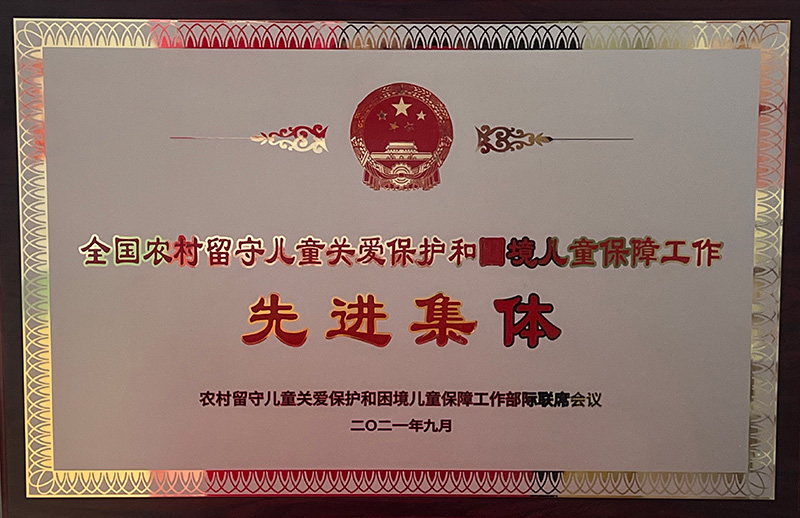 全国农村留守儿童关爱保护和困境儿童保障工作
先进集体
农村留守儿童关爱保护和困境儿童保障工作部际联席会议
二〇二一年九月